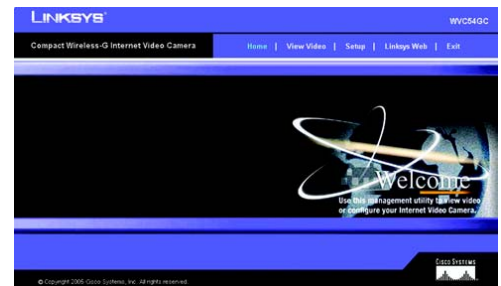 LINKSYS®
WVC54GC
Compact Wireless-G Internet Video Camera
Home | View Video | Setup | Linksys Web | Exit
Welcome
Use this management utility to view video
or configure your Internet Video Camera.
CISCO SYSTEMS
© Copyright 2005 Cisco Systems, Inc. All rights reserved.